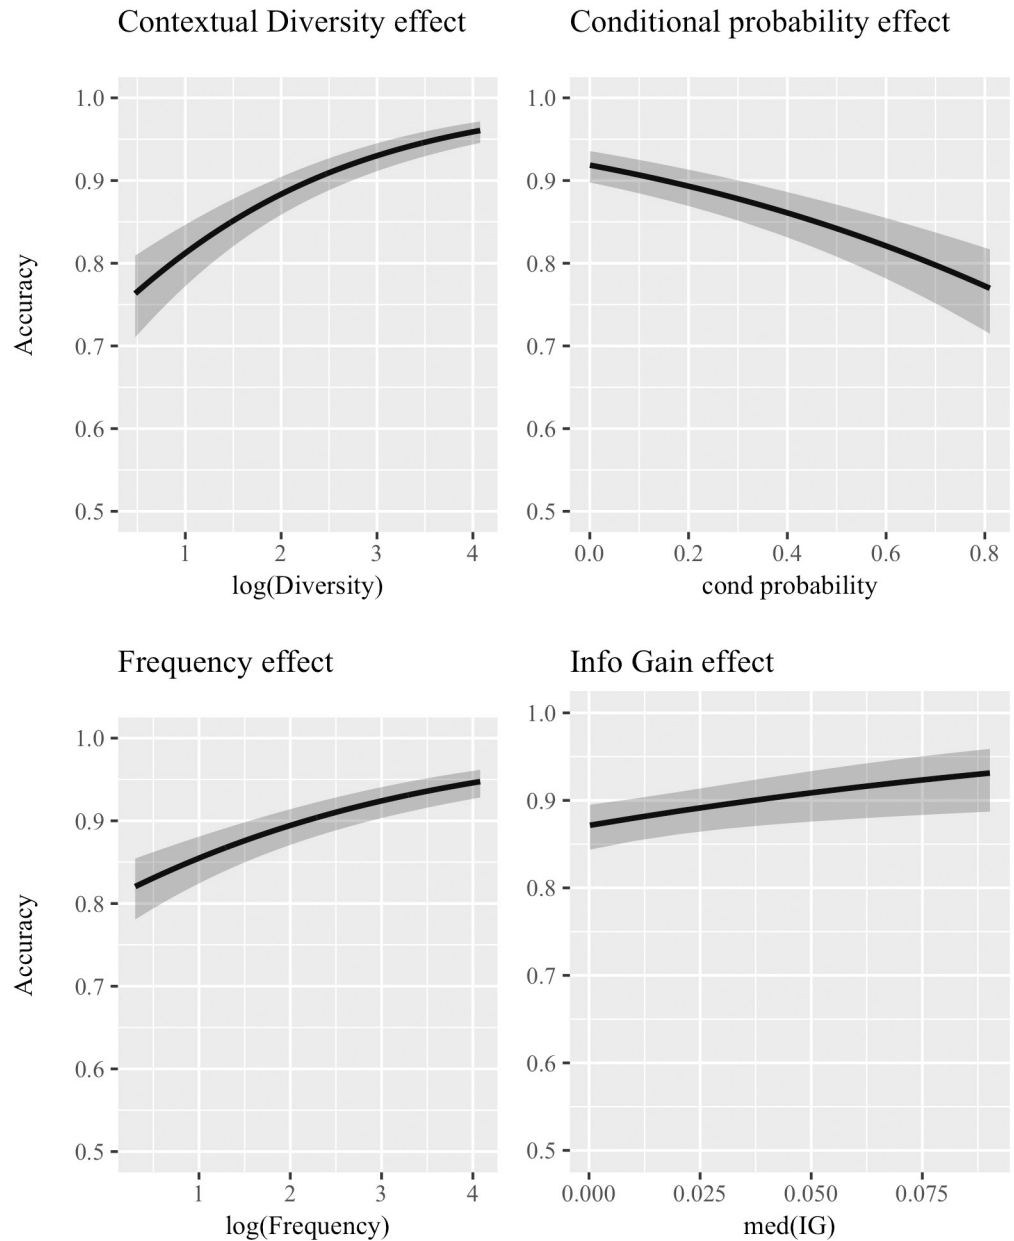 Contextual Diversity effect
Conditional probability effect
Accuracy
1.0
0.9
0.8
0.7
0.6
0.5
1 2 3 4
log(Diversity)
1.0
0.9
0.8
0.7
0.6
0.5
0.0 0.2 0.4 0.6 0.8
cond probability
Frequency effect
Info Gain effect
Accuracy
1.0
0.9
0.8
0.7
0.6
0.5
1 2 3 4
log(Frequency)
1.0
0.9
0.8
0.7
0.6
0.5
0.000 0.025 0.050 0.075
med(IG)